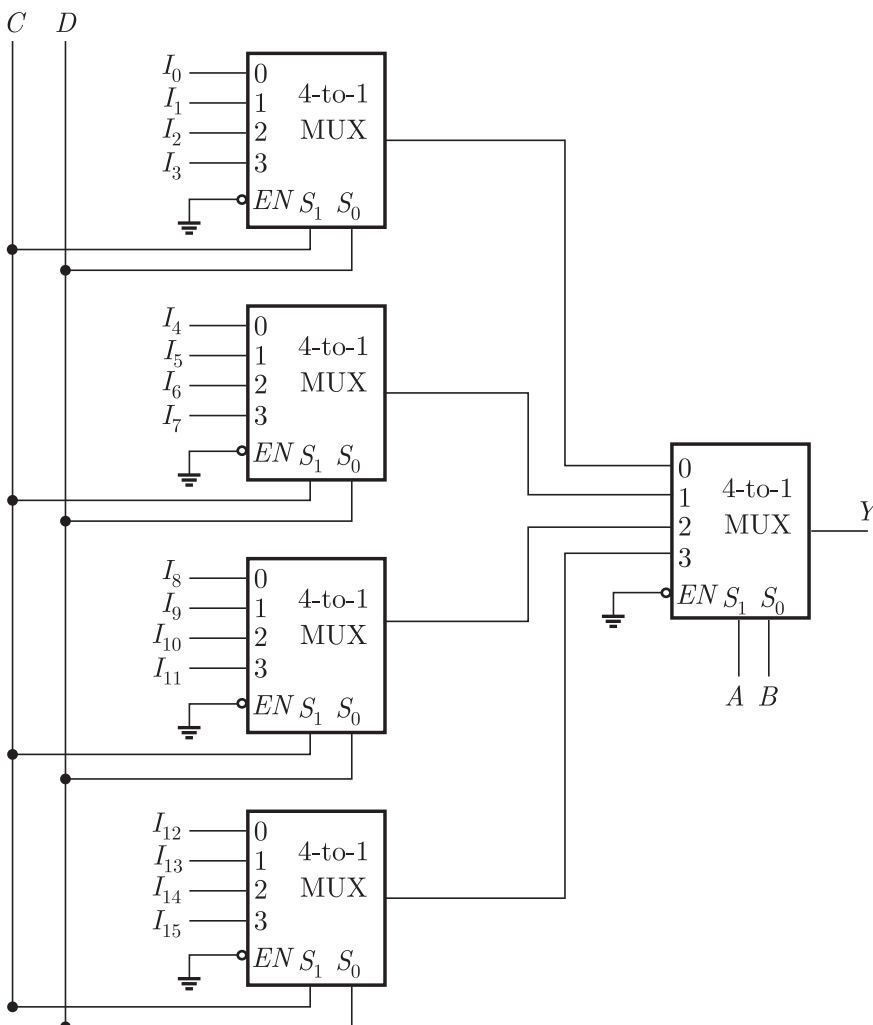 C D
I₀ 0
I₁ 1
I₂ 2
I₃ 3
4-to-1
MUX
EN S₁ S₀
I₄ 0
I₅ 1
I₆ 2
I₇ 3
4-to-1
MUX
EN S₁ S₀
0
1
2
3
4-to-1
MUX
EN S₁ S₀
Y
A B
I₈ 0
I₉ 1
I₁₀ 2
I₁₁ 3
4-to-1
MUX
EN S₁ S₀
I₁₂ 0
I₁₃ 1
I₁₄ 2
I₁₅ 3
4-to-1
MUX
EN S₁ S₀